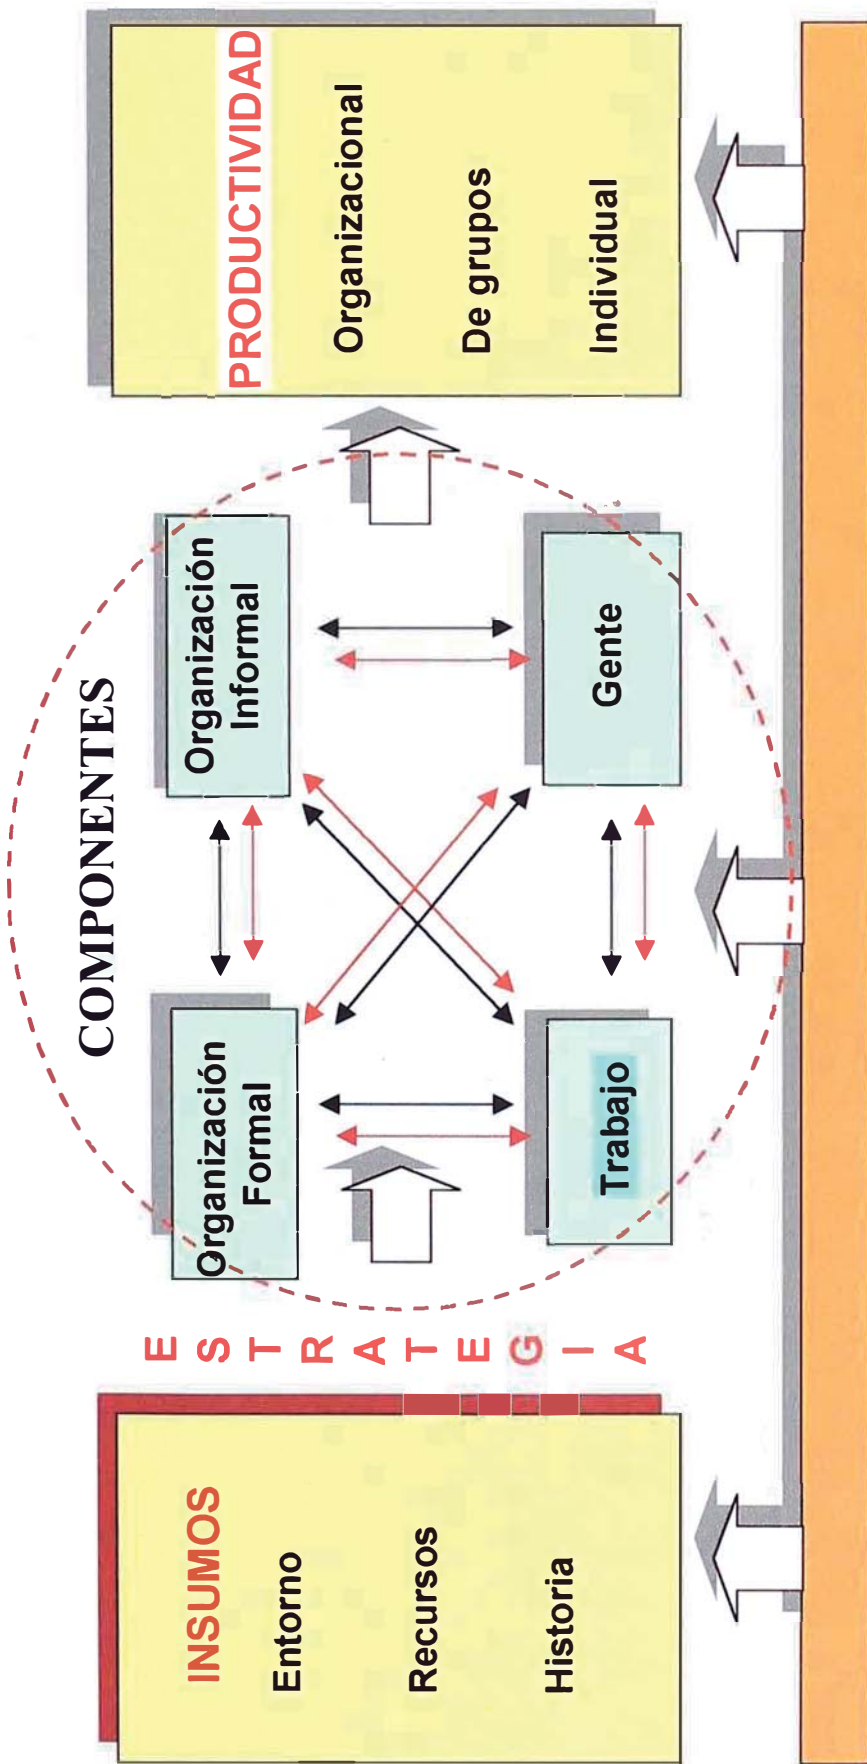 INSUMOS
Entorno
Recursos
Historia
ESTRATEGIA
COMPONENTES
Organización
Formal
Organización
Informal
Trabajo
Gente
PRODUCTIVIDAD
Organizacional
De grupos
Individual